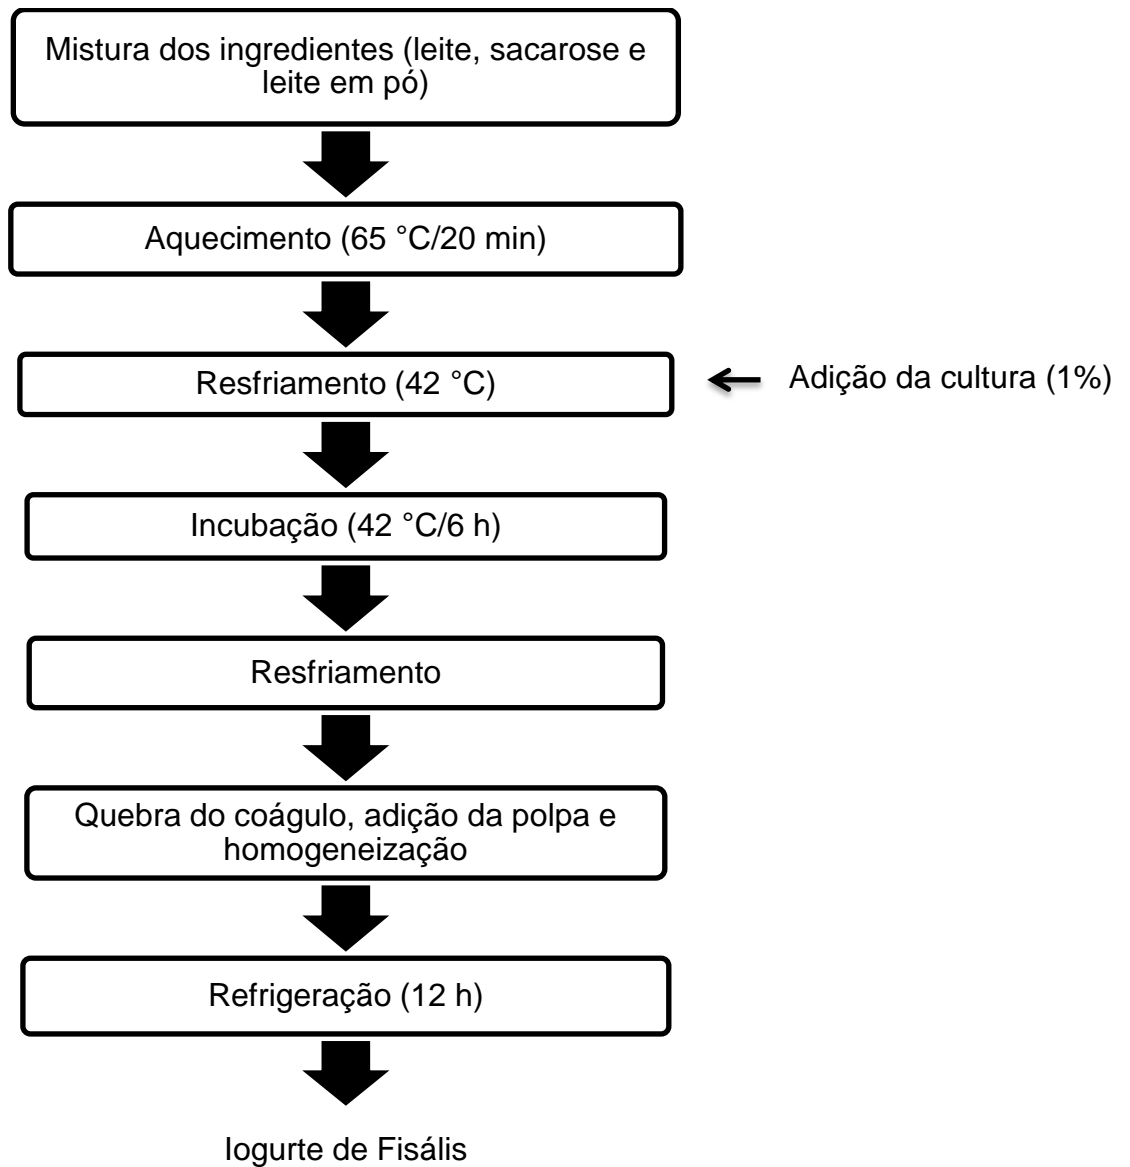 Mistura dos ingredientes (leite, sacarose e
leite em pó)
Aquecimento (65 °C/20 min)
Resfriamento (42 °C)
Adição da cultura (1%)
Incubação (42 °C/6 h)
Resfriamento
Quebra do coágulo, adição da polpa e
homogeneização
Refrigeração (12 h)
Iogurte de Fisális